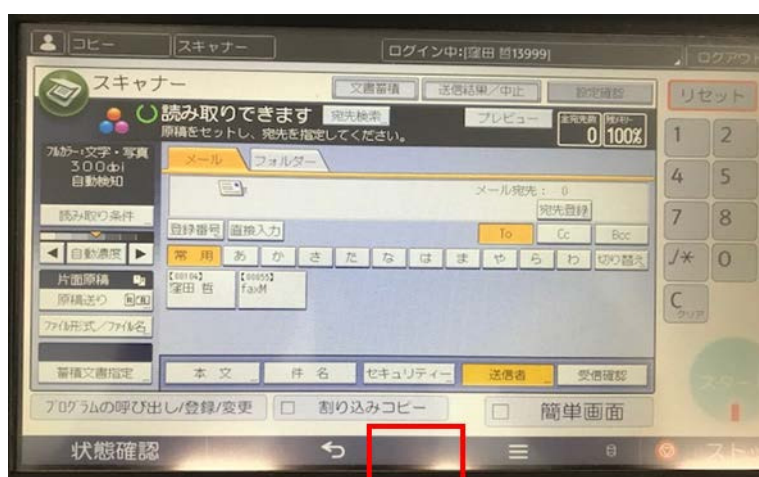 コピー スキャナー ログイン中:[窪田 哲13999] ログアウト
スキャナー 文書蓄積 送信結果/中止 設定確認 リセット
読み取りできます 宛先検索 プレビュー 全宛先数 残メモリー
原稿をセットし、宛先を指定してください。 0 100% 1 2
フルカラー:文字・写真 メール フォルダー
300dpi
自動検知 メール宛先: 0 4 5
読み取り条件 宛先登録
登録番号 直接入力 To Cc Bcc 7 8
自動濃度 常用 あ か さ た な は ま や ら わ 切り替え ./* 0
片面原稿 【00104】 【00055】
原稿送り 窪田 哲 faxM C
ファイル形式/ファイル名 クリア
蓄積文書指定 本文 件名 セキュリティー 送信者 受信確認 スター
プログラムの呼び出し/登録/変更 割り込みコピー 簡単画面
状態確認 ストッ